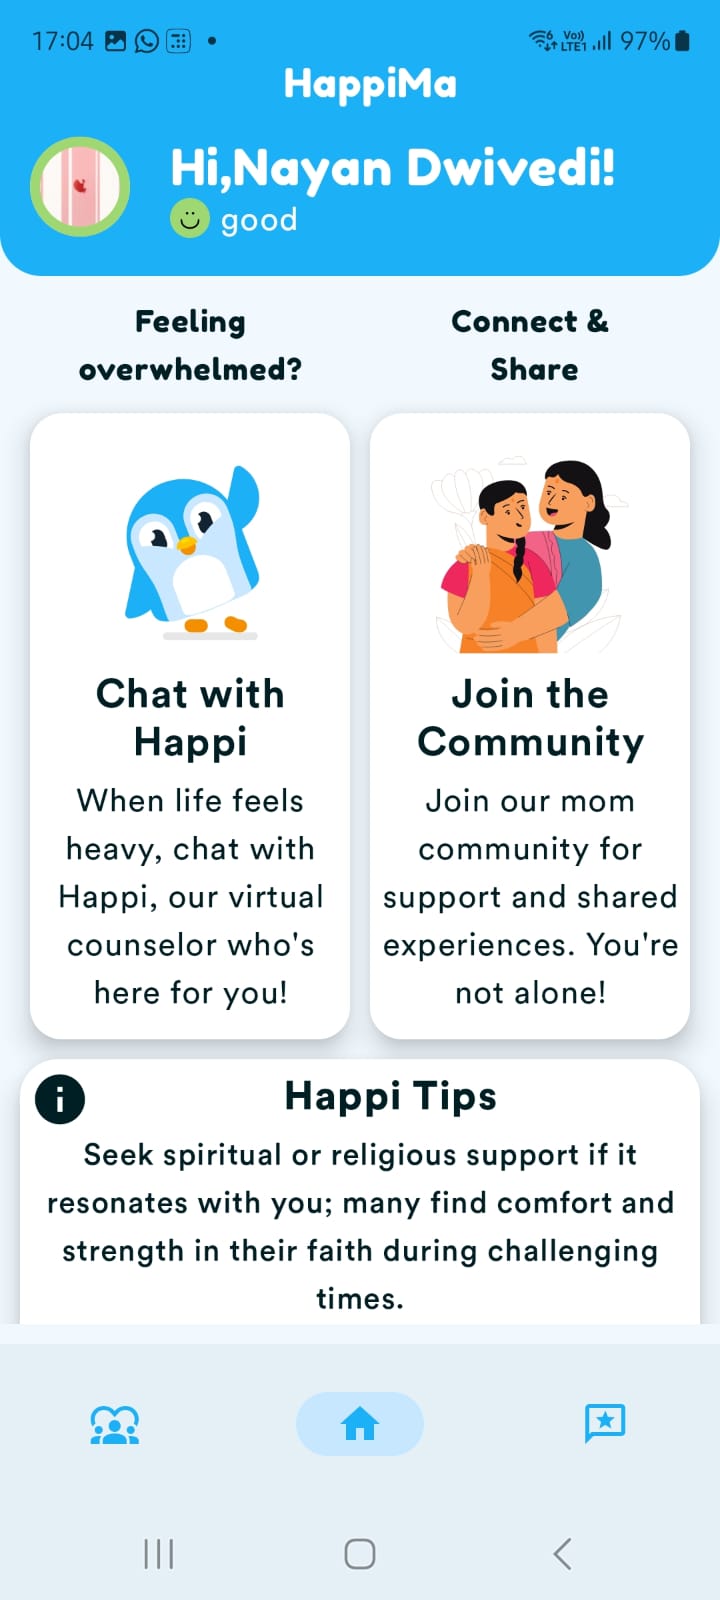 17:04
Vo)) LTE1 97%
HappiMa
Hi,Nayan Dwivedi!
good
Feeling
overwhelmed?
Connect &
Share
Chat with
Happi
When life feels
heavy, chat with
Happi, our virtual
counselor who's
here for you!
Join the
Community
Join our mom
community for
support and shared
experiences. You're
not alone!
i
Happi Tips
Seek spiritual or religious support if it
resonates with you; many find comfort and
strength in their faith during challenging
times.